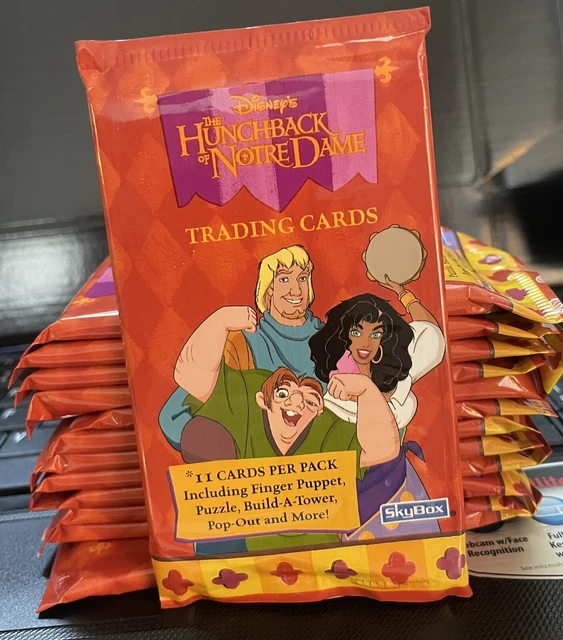 Disney's
THE
HUNCHBACK
OF NOTRE DAME
TRADING CARDS
*11 CARDS PER PACK
Including Finger Puppet,
Puzzle, Build-A-Tower,
Pop-Out and More!
SkyBox®
w/Face
Recognition